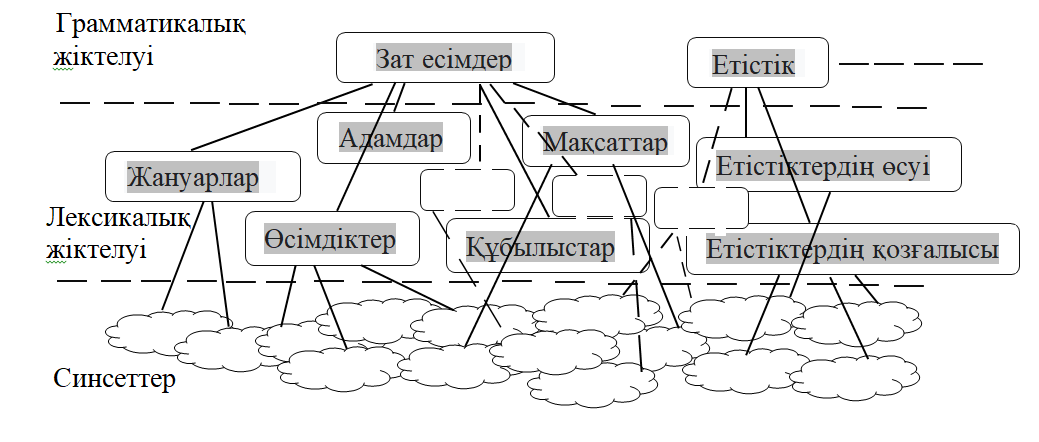 Грамматикалық
жіктелуі
Зат есімдер
Етістік
Адамдар
Мақсаттар
Жануарлар
Етістіктердің өсуі
Лексикалық
жіктелуі
Өсімдіктер
Құбылыстар
Етістіктердің қозғалысы
Синсеттер